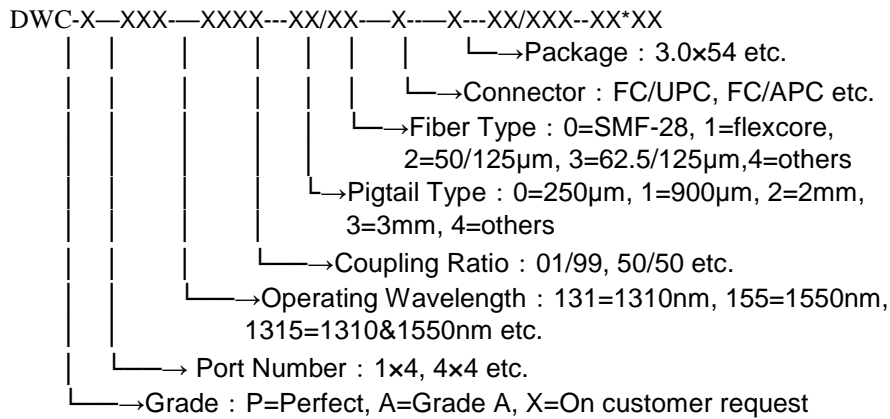 DWC-X—XXX-—XXXX---XX/XX-—X--—X---XX/XXX--XX*XX
Package：3.0×54 etc.
Connector：FC/UPC, FC/APC etc.
Fiber Type：0=SMF-28, 1=flexcore,
2=50/125µm, 3=62.5/125µm,4=others
Pigtail Type：0=250µm, 1=900µm, 2=2mm,
3=3mm, 4=others
Coupling Ratio：01/99, 50/50 etc.
Operating Wavelength：131=1310nm, 155=1550nm,
1315=1310&1550nm etc.
Port Number：1×4, 4×4 etc.
Grade：P=Perfect, A=Grade A, X=On customer request